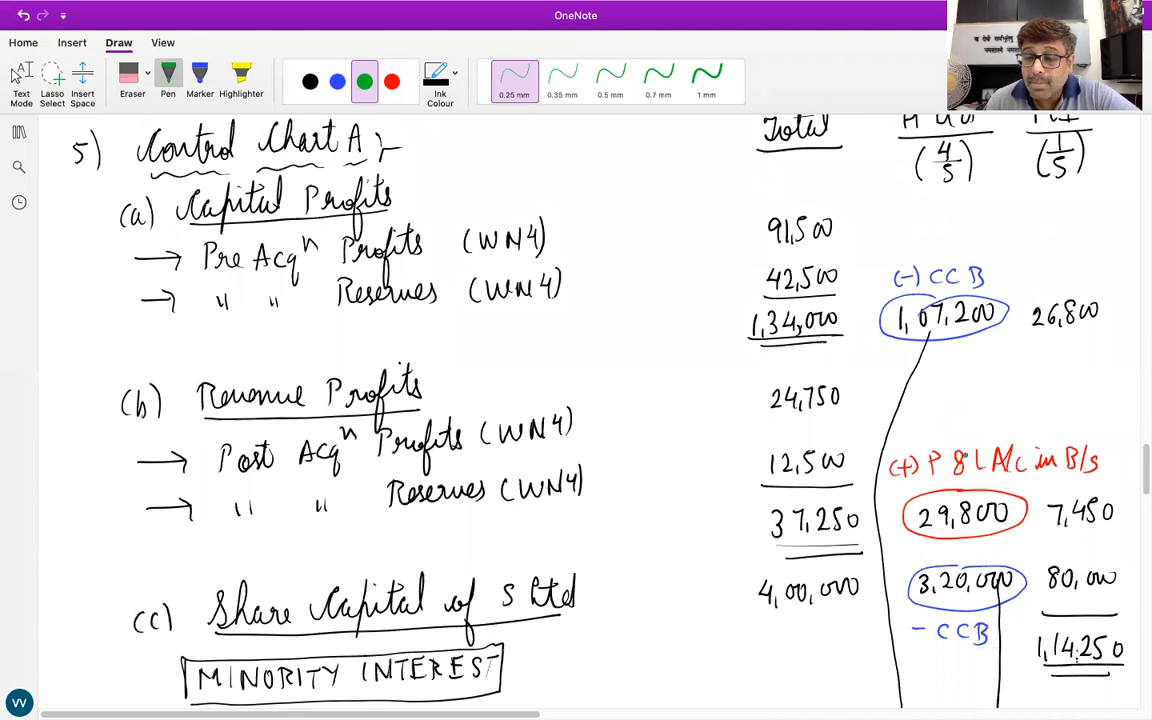 OneNote
Home Insert Draw View
Text Mode
Lasso Select
Insert Space
Eraser
Pen
Marker
Highlighter
Ink Colour
0.25 mm
0.35 mm
0.5 mm
0.7 mm
1 mm
Total
(4/5)
(1/5)
5) Control Chart A :-
(a) Capital Profits
→ Pre Acqⁿ Profits (WN4) 91,500
→ " " Reserves (WN4) 42,500 (-) CCB
1,34,000 1,07,200 26,800
(b) Revenue Profits 24,750
→ Post Acqⁿ Profits (WN4) 12,500 (+) P & L A/c in B/s
→ " " Reserves (WN4) 37,250 29,800 7,450
(c) Share Capital of S Ltd 4,00,000 3,20,000 80,000
- CCB
MINORITY INTEREST 1,14,250
VV